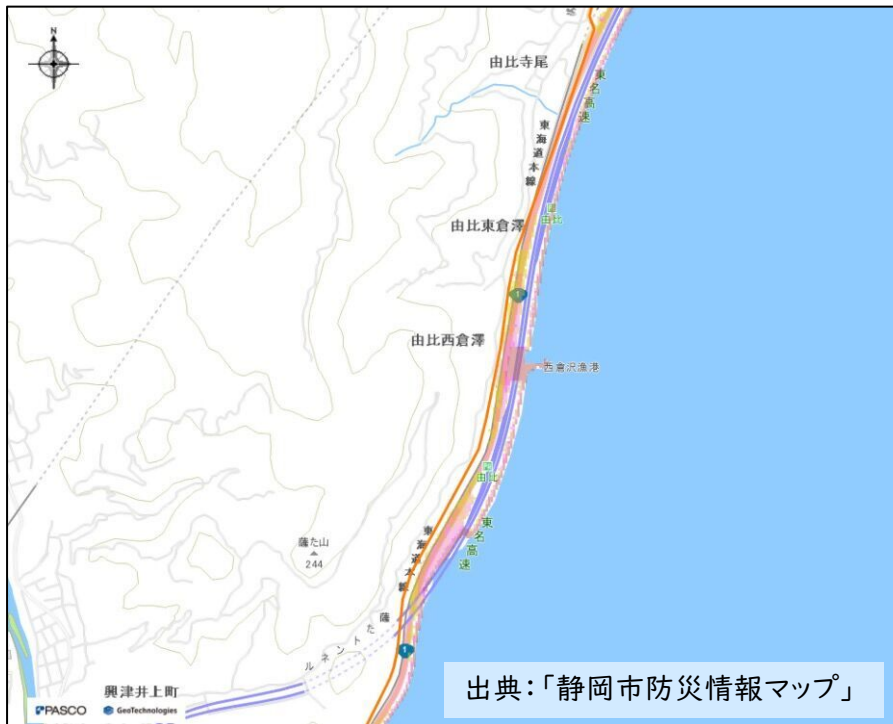 N
由比寺尾
東名高速
東海道本線
由比
由比東倉澤
1
由比西倉澤
西倉沢漁港
由比
東名高速
東海道本線
薩た山
244
薩たトンネル
1
興津井上町
PASCO
GeoTechnologies
出典:「静岡市防災情報マップ」